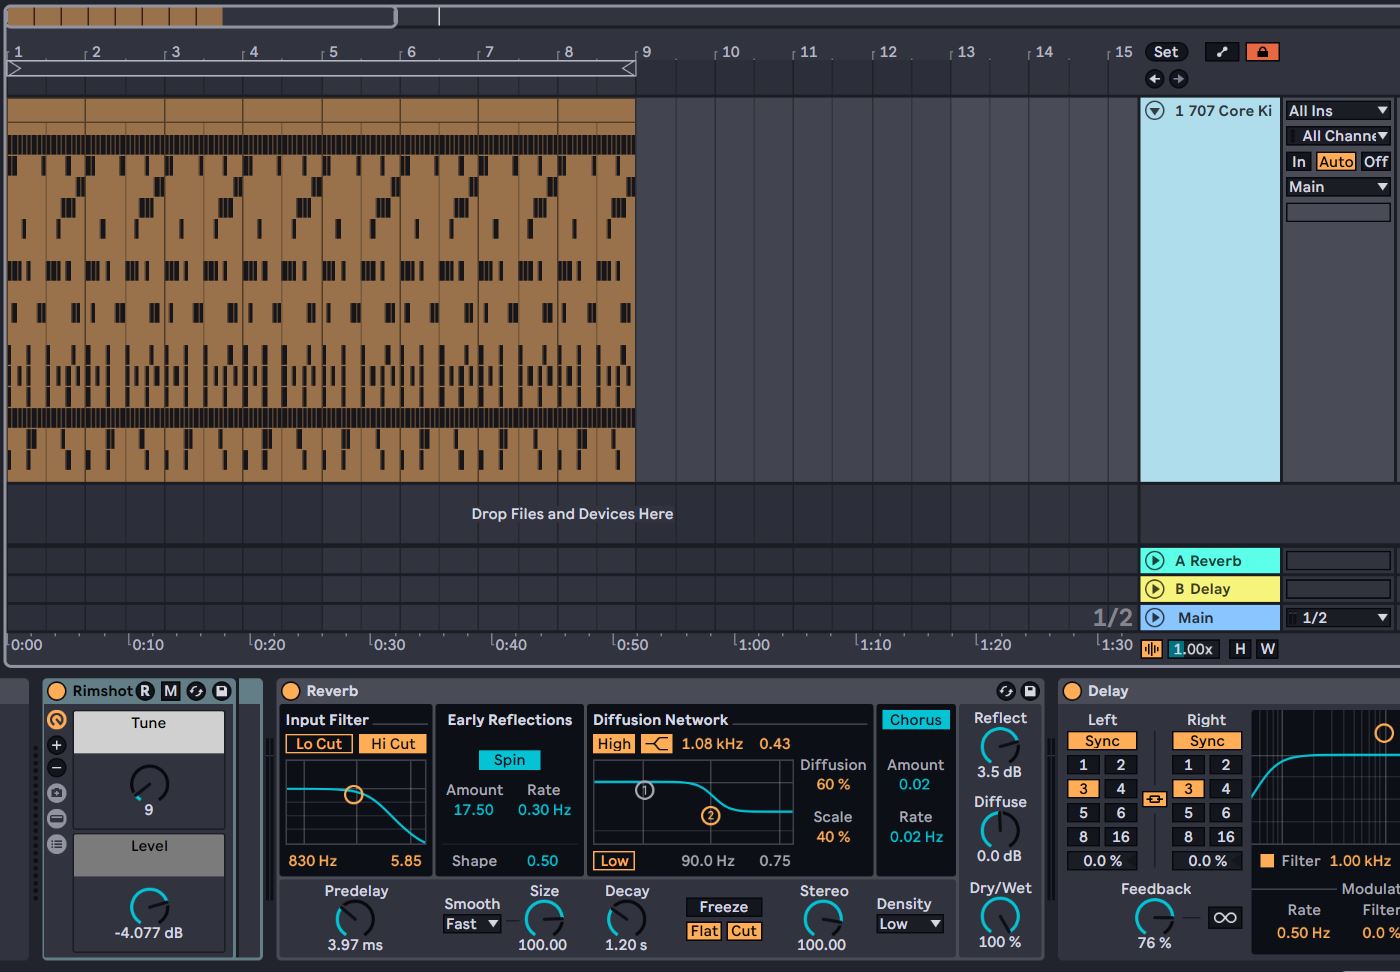 1 2 3 4 5 6 7 8 9 10 11 12 13 14 15 Set
1 707 Core Ki All Ins
All Channe
In Auto Off
Main
Drop Files and Devices Here
A Reverb
B Delay
1/2 Main 1/2
0:00 0:10 0:20 0:30 0:40 0:50 1:00 1:10 1:20 1:30 1.00x H W
Rimshot R M
Tune
9
Level
-4.077 dB
Reverb
Input Filter
Lo Cut Hi Cut
830 Hz 5.85
Early Reflections
Spin
Amount Rate
17.50 0.30 Hz
Shape 0.50
Diffusion Network
High 1.08 kHz 0.43
1
2
Diffusion
60 %
Scale
40 %
Low 90.0 Hz 0.75
Chorus
Amount
0.02
Rate
0.02 Hz
Reflect
3.5 dB
Diffuse
0.0 dB
Dry/Wet
100 %
Predelay
3.97 ms
Smooth
Fast
Size
100.00
Decay
1.20 s
Freeze
Flat Cut
Stereo
100.00
Density
Low
Delay
Left Right
Sync Sync
1 2 1 2
3 4 3 4
5 6 5 6
8 16 8 16
0.0 % 0.0 %
Feedback
76 %
Filter 1.00 kHz
Modulat
Rate Filter
0.50 Hz 0.0 %